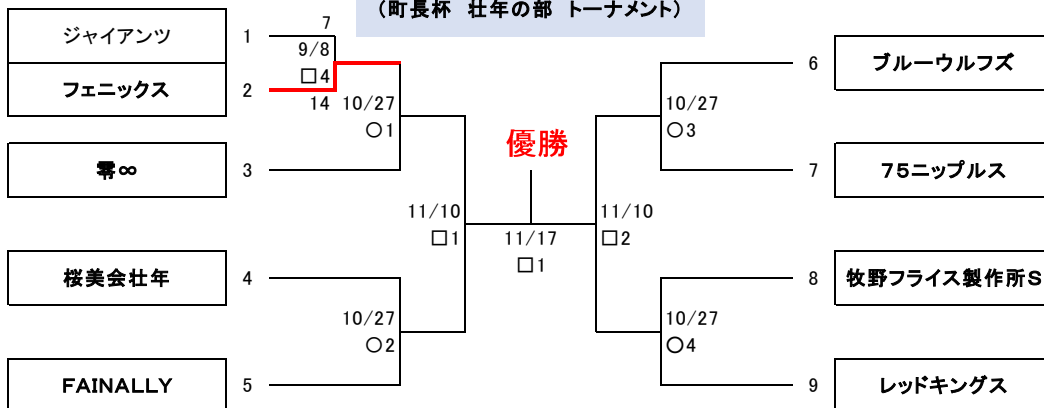 (町長杯 壮年の部 トーナメント)
ジャイアンツ 1
7
9/8
□4
フェニックス 2
14
10/27
○1
零∞ 3
11/10
□1
桜美会壮年 4
10/27
○2
FAINALLY 5
優勝
11/17
□1
6 ブルーウルフズ
10/27
○3
7 75ニップルス
11/10
□2
8 牧野フライス製作所S
10/27
○4
9 レッドキングス